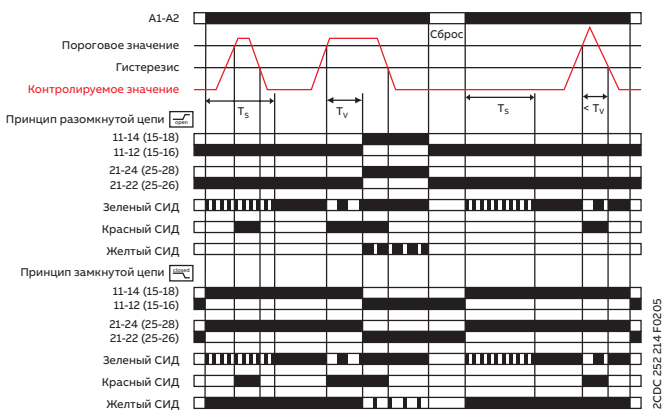 A1-A2
Сброс
Пороговое значение
Гистерезис
Контролируемое значение
Ts
Tv
Ts
< Tv
Принцип разомкнутой цепи open
11-14 (15-18)
11-12 (15-16)
21-24 (25-28)
21-22 (25-26)
Зеленый СИД
Красный СИД
Желтый СИД
Принцип замкнутой цепи closed
11-14 (15-18)
11-12 (15-16)
21-24 (25-28)
21-22 (25-26)
Зеленый СИД
Красный СИД
Желтый СИД
2CDC 252 214 F0205